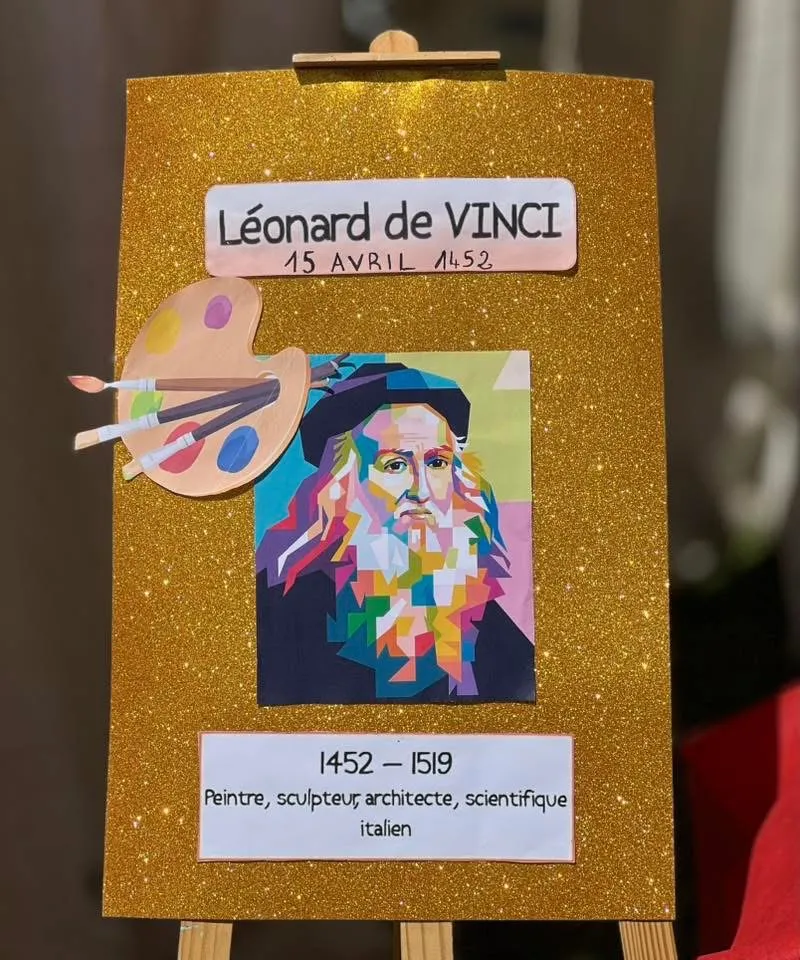 Léonard de VINCI
15 AVRIL 1452
1452 – 1519
Peintre, sculpteur, architecte, scientifique
italien